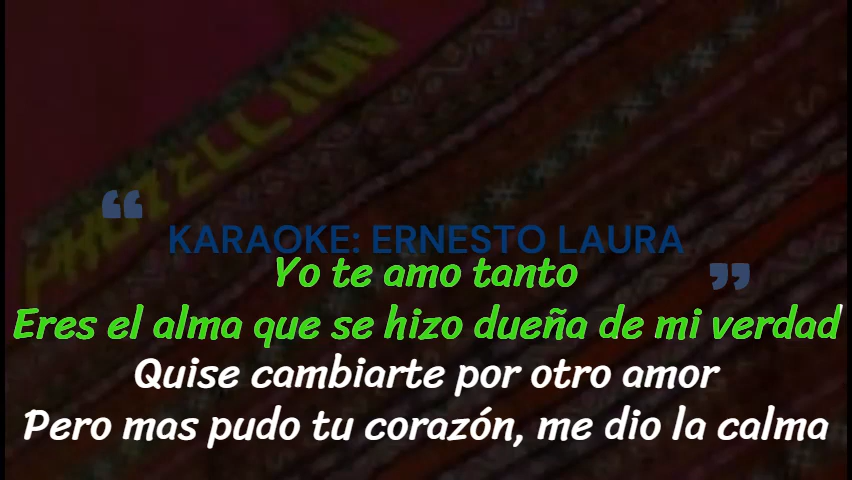 “
KARAOKE: ERNESTO LAURA
”
Yo te amo tanto
Eres el alma que se hizo dueña de mi verdad
Quise cambiarte por otro amor
Pero mas pudo tu corazón, me dio la calma